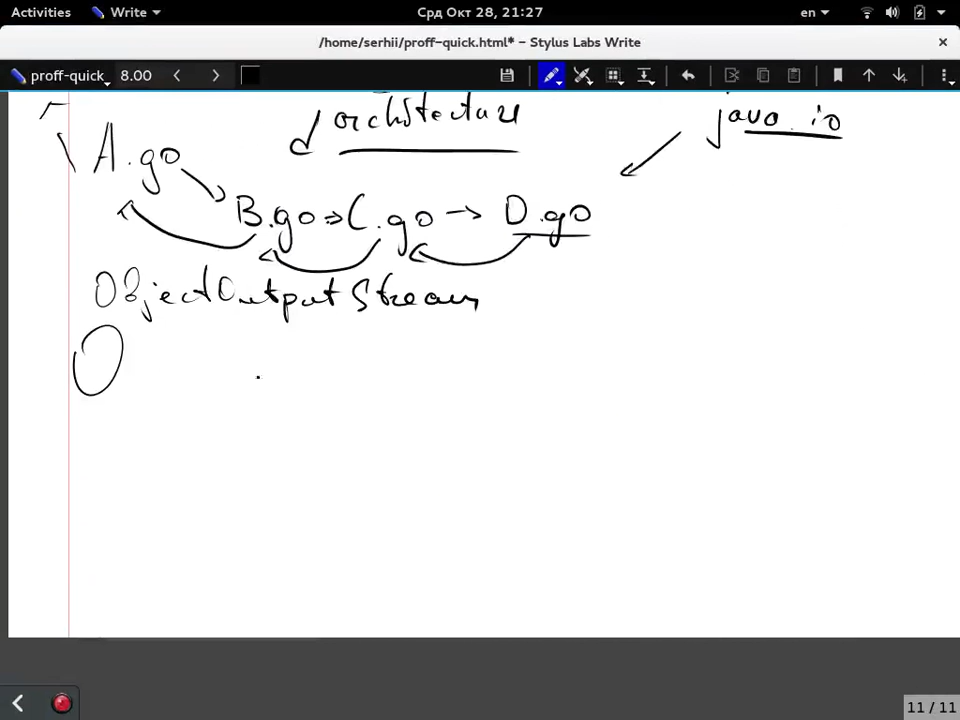 Activities Write Срд Окт 28, 21:27 en
/home/serhii/proff-quick.html* – Stylus Labs Write
proff-quick 8.00
architecture java.io
A.go
B.go => C.go -> D.go
ObjectOutputStream
11 / 11